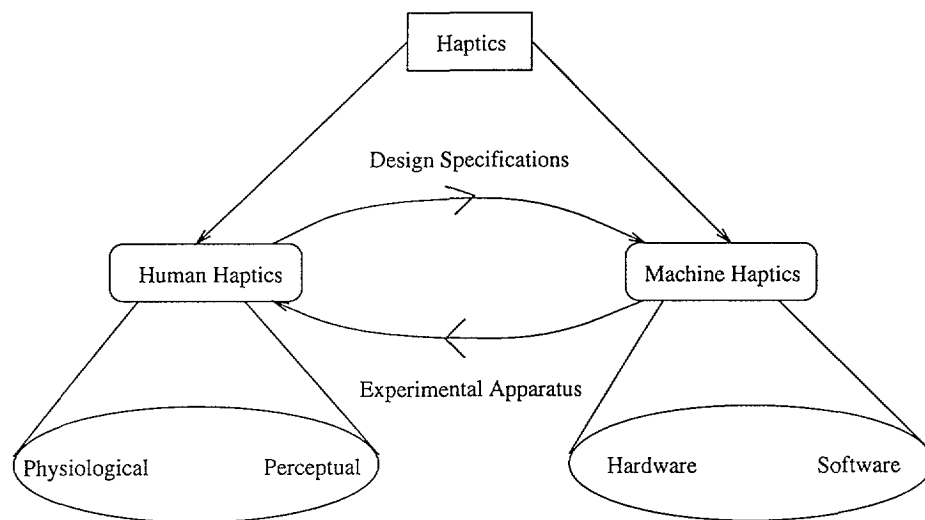 Haptics
Design Specifications
Human Haptics
Machine Haptics
Experimental Apparatus
Physiological
Perceptual
Hardware
Software